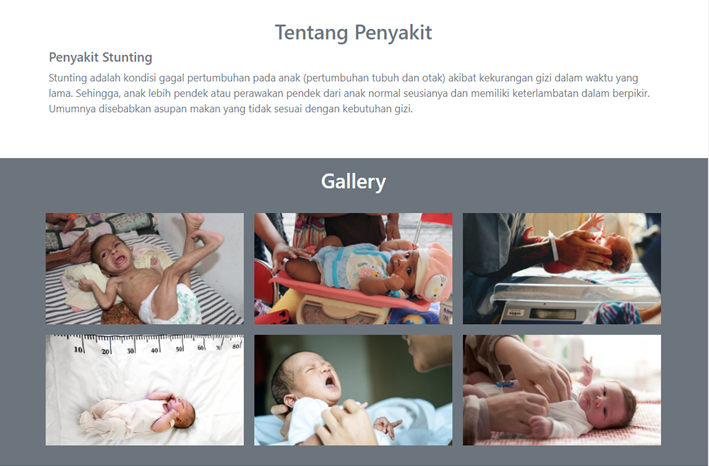 Tentang Penyakit
Penyakit Stunting
Stunting adalah kondisi gagal pertumbuhan pada anak (pertumbuhan tubuh dan otak) akibat kekurangan gizi dalam waktu yang
lama. Sehingga, anak lebih pendek atau perawakan pendek dari anak normal seusianya dan memiliki keterlambatan dalam berpikir.
Umumnya disebabkan asupan makan yang tidak sesuai dengan kebutuhan gizi.
Gallery
10 20 30 40 50 60 70 80